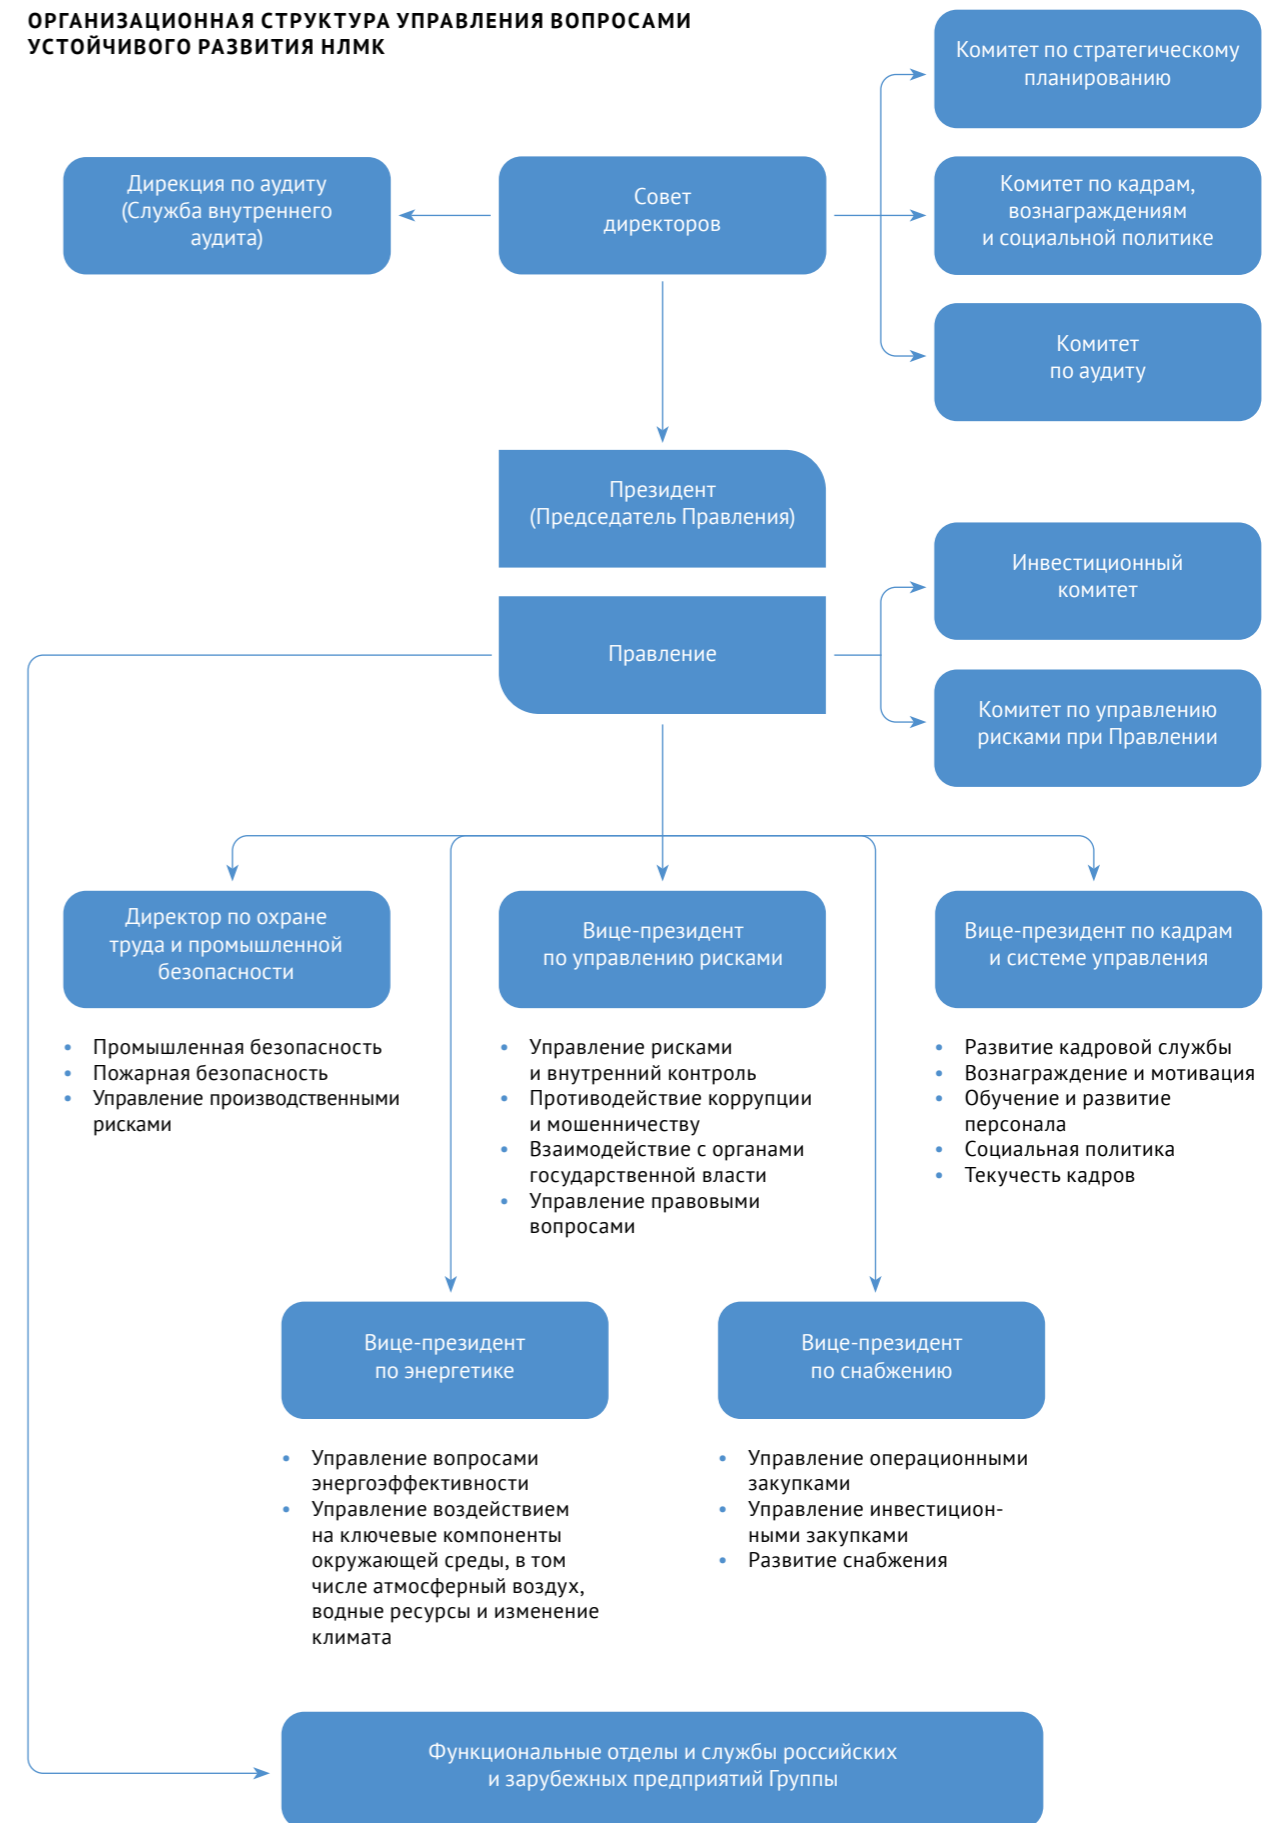 ОРГАНИЗАЦИОННАЯ СТРУКТУРА УПРАВЛЕНИЯ ВОПРОСАМИ
УСТОЙЧИВОГО РАЗВИТИЯ НЛМК
Комитет по стратегическому
планированию
Дирекция по аудиту
(Служба внутреннего
аудита)
Совет
директоров
Комитет по кадрам,
вознаграждениям
и социальной политике
Комитет
по аудиту
Президент
(Председатель Правления)
Инвестиционный
комитет
Правление
Комитет по управлению
рисками при Правлении
Директор по охране
труда и промышленной
безопасности
• Промышленная безопасность
• Пожарная безопасность
• Управление производственными
рисками
Вице-президент
по управлению рисками
• Управление рисками
и внутренний контроль
• Противодействие коррупции
и мошенничеству
• Взаимодействие с органами
государственной власти
• Управление правовыми
вопросами
Вице-президент по кадрам
и системе управления
• Развитие кадровой службы
• Вознаграждение и мотивация
• Обучение и развитие
персонала
• Социальная политика
• Текучесть кадров
Вице-президент
по энергетике
• Управление вопросами
энергоэффективности
• Управление воздействием
на ключевые компоненты
окружающей среды, в том
числе атмосферный воздух,
водные ресурсы и изменение
климата
Вице-президент
по снабжению
• Управление операционными
закупками
• Управление инвестицион-
ными закупками
• Развитие снабжения
Функциональные отделы и службы российских
и зарубежных предприятий Группы